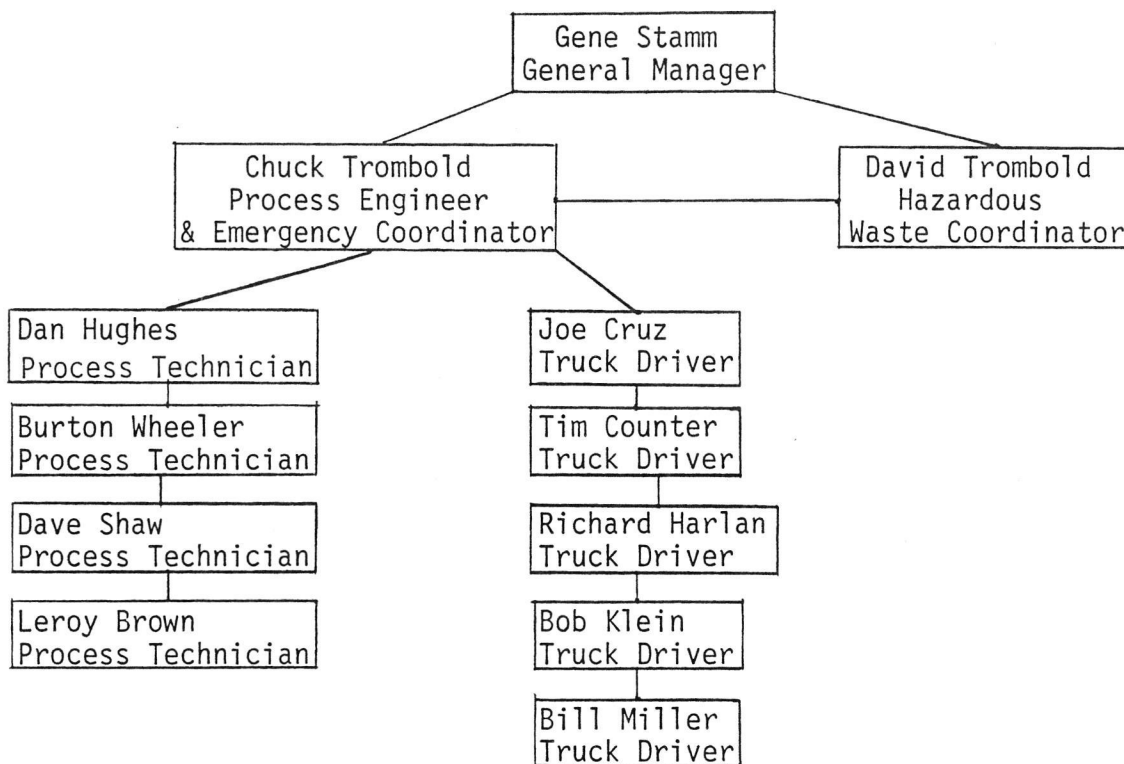 Gene Stamm
General Manager
Chuck Trombold
Process Engineer
& Emergency Coordinator
David Trombold
Hazardous
Waste Coordinator
Dan Hughes
Process Technician
Burton Wheeler
Process Technician
Dave Shaw
Process Technician
Leroy Brown
Process Technician
Joe Cruz
Truck Driver
Tim Counter
Truck Driver
Richard Harlan
Truck Driver
Bob Klein
Truck Driver
Bill Miller
Truck Driver